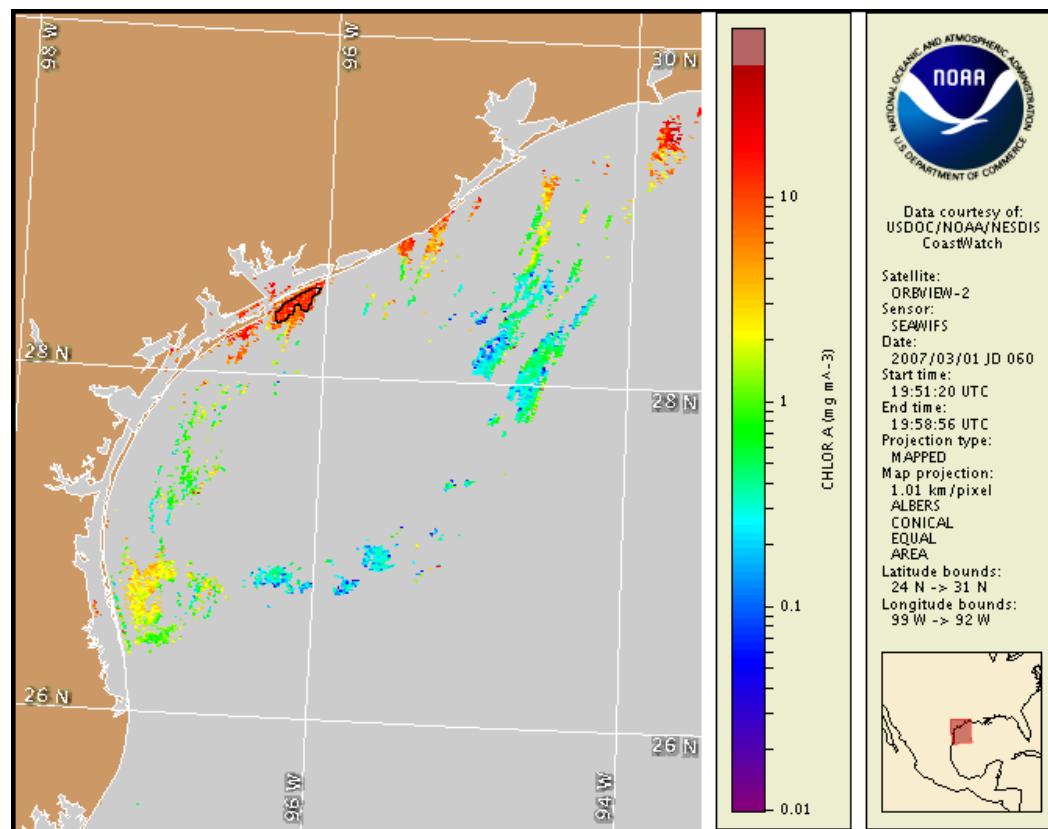 98 W
96 W
30 N
28 N
28 N
26 N
26 N
96 W
94 W
10
1
0.1
0.01
CHLOR A (mg m^-3)
NATIONAL OCEANIC AND ATMOSPHERIC ADMINISTRATION
NOAA
U.S. DEPARTMENT OF COMMERCE
Data courtesy of:
USDOC/NOAA/NESDIS
CoastWatch
Satellite:
ORBVIEW-2
Sensor:
SEAWIFS
Date:
2007/03/01 JD 060
Start time:
19:51:20 UTC
End time:
19:58:56 UTC
Projection type:
MAPPED
Map projection:
1.01 km/pixel
ALBERS
CONICAL
EQUAL
AREA
Latitude bounds:
24 N -> 31 N
Longitude bounds:
99 W -> 92 W